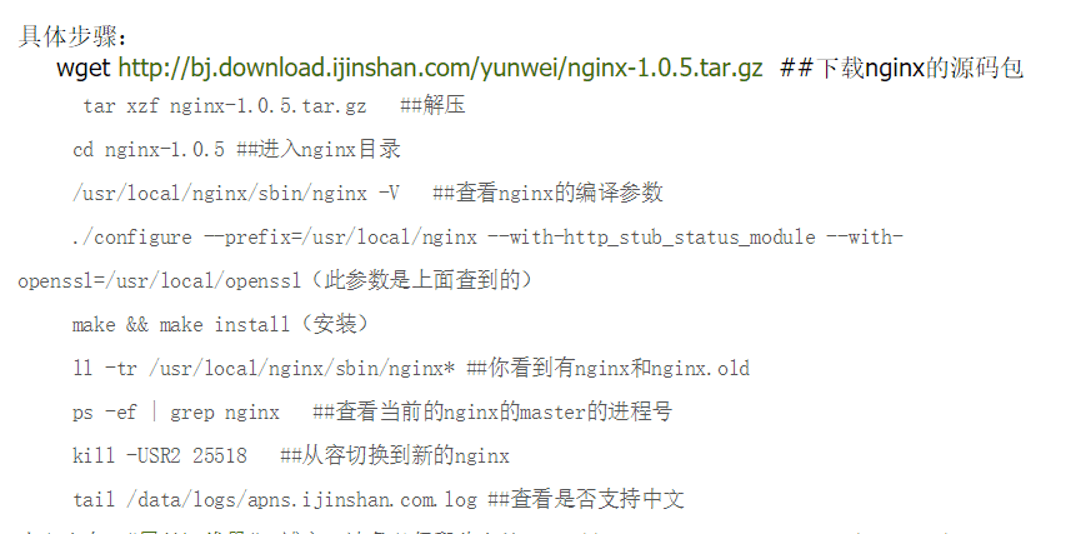 具体步骤：
wget http://bj.download.ijinshan.com/yunwei/nginx-1.0.5.tar.gz ##下载nginx的源码包
tar xzf nginx-1.0.5.tar.gz ##解压
cd nginx-1.0.5 ##进入nginx目录
/usr/local/nginx/sbin/nginx -V ##查看nginx的编译参数
./configure --prefix=/usr/local/nginx --with-http_stub_status_module --with-
openssl=/usr/local/openssl（此参数是上面查到的）
make && make install（安装）
ll -tr /usr/local/nginx/sbin/nginx* ##你看到有nginx和nginx.old
ps -ef | grep nginx ##查看当前的nginx的master的进程号
kill -USR2 25518 ##从容切换到新的nginx
tail /data/logs/apns.ijinshan.com.log ##查看是否支持中文